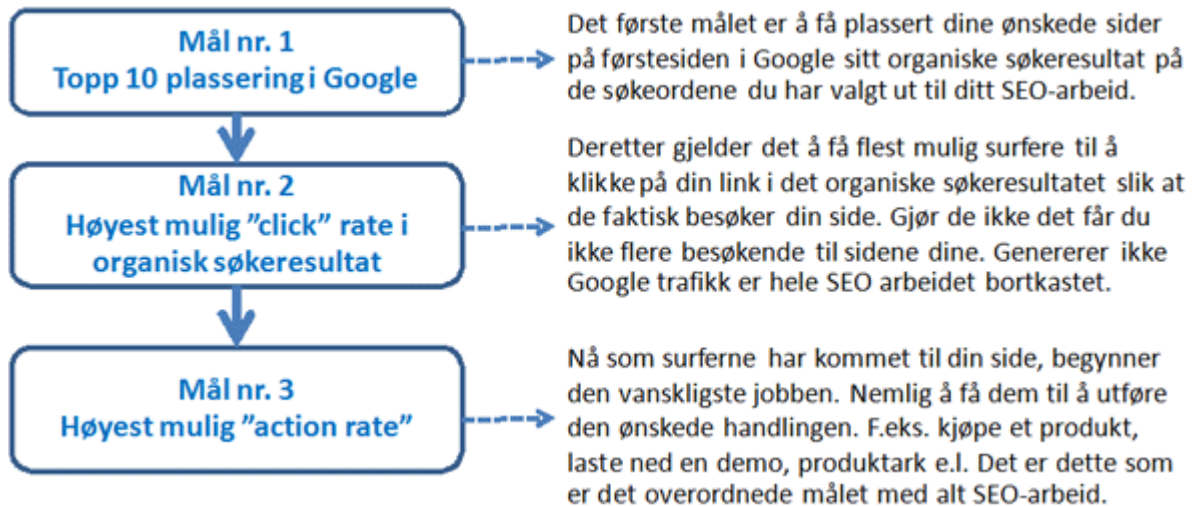 Mål nr. 1
Topp 10 plassering i Google
Det første målet er å få plassert dine ønskede sider
på førstesiden i Google sitt organiske søkeresultat på
de søkeordene du har valgt ut til ditt SEO-arbeid.
Mål nr. 2
Høyest mulig ”click” rate i
organisk søkeresultat
Deretter gjelder det å få flest mulig surfere til å
klikke på din link i det organiske søkeresultatet slik at
de faktisk besøker din side. Gjør de ikke det får du
ikke flere besøkende til sidene dine. Genererer ikke
Google trafikk er hele SEO arbeidet bortkastet.
Mål nr. 3
Høyest mulig ”action rate”
Nå som surferne har kommet til din side, begynner
den vanskligste jobben. Nemlig å få dem til å utføre
den ønskede handlingen. F.eks. kjøpe et produkt,
laste ned en demo, produktark e.l. Det er dette som
er det overordnede målet med alt SEO-arbeid.